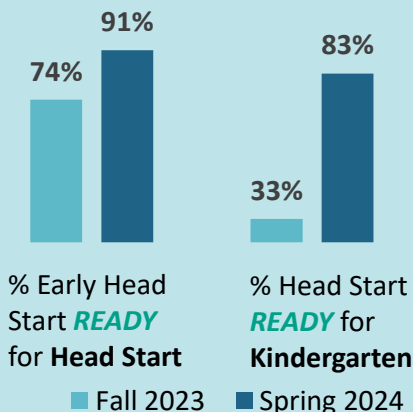 91%
74%
83%
33%
% Early Head
Start READY
for Head Start
% Head Start
READY for
Kindergarten
Fall 2023
Spring 2024